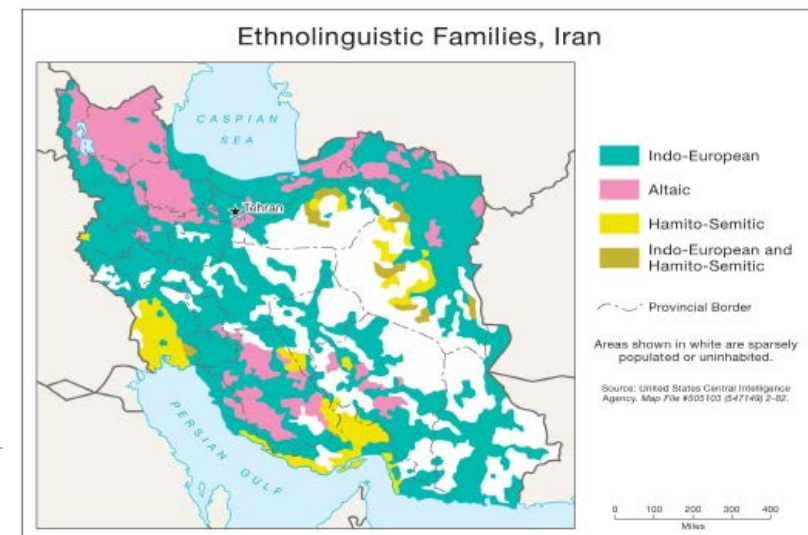 Ethnolinguistic Families, Iran
CASPIAN
SEA
Tehran
PERSIAN GULF
Indo-European
Altaic
Hamito-Semitic
Indo-European and
Hamito-Semitic
Provincial Border
Areas shown in white are sparsely
populated or uninhabited.
Source: United States Central Intelligence
Agency. Map File #505103 (547149) 2-82.
0 100 200 300 400
Miles